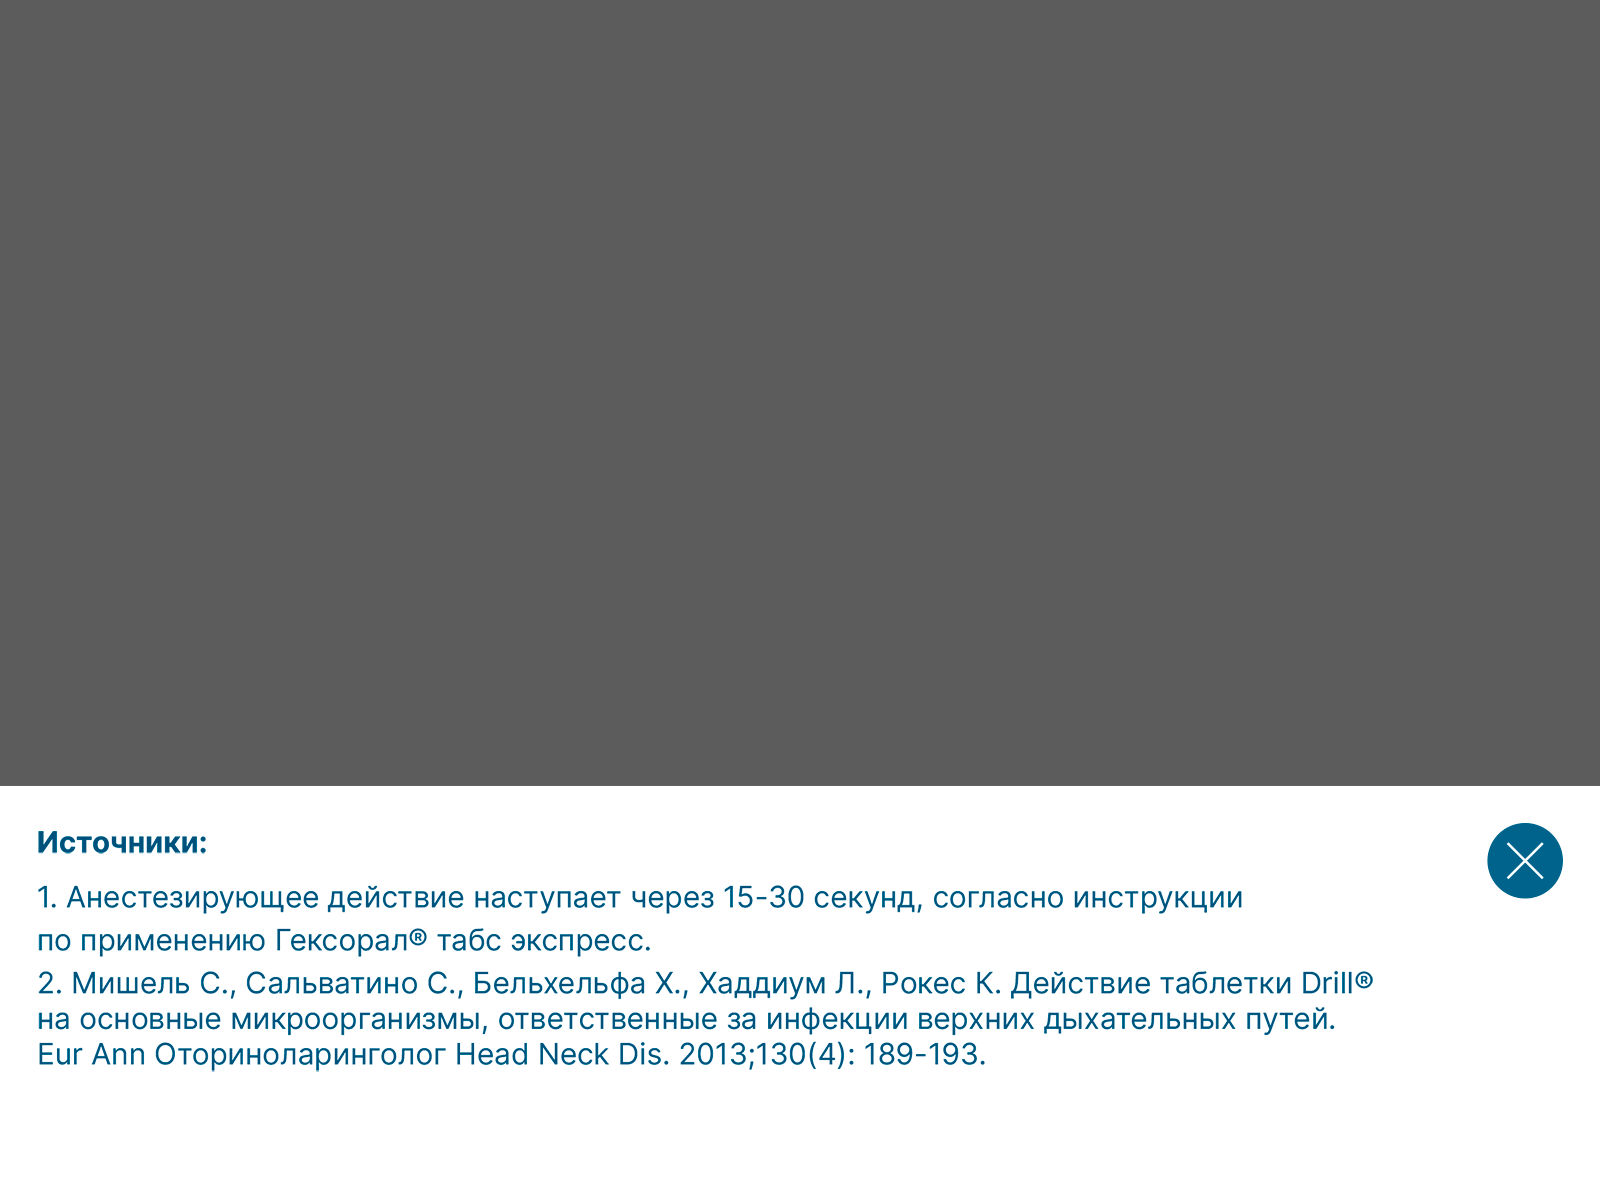 Источники:
1. Анестезирующее действие наступает через 15-30 секунд, согласно инструкции
по применению Гексорал® табс экспресс.
2. Мишель С., Сальватино С., Бельхельфа Х., Хаддиум Л., Рокес К. Действие таблетки Drill®
на основные микроорганизмы, ответственные за инфекции верхних дыхательных путей.
Eur Ann Оториноларинголог Head Neck Dis. 2013;130(4): 189-193.